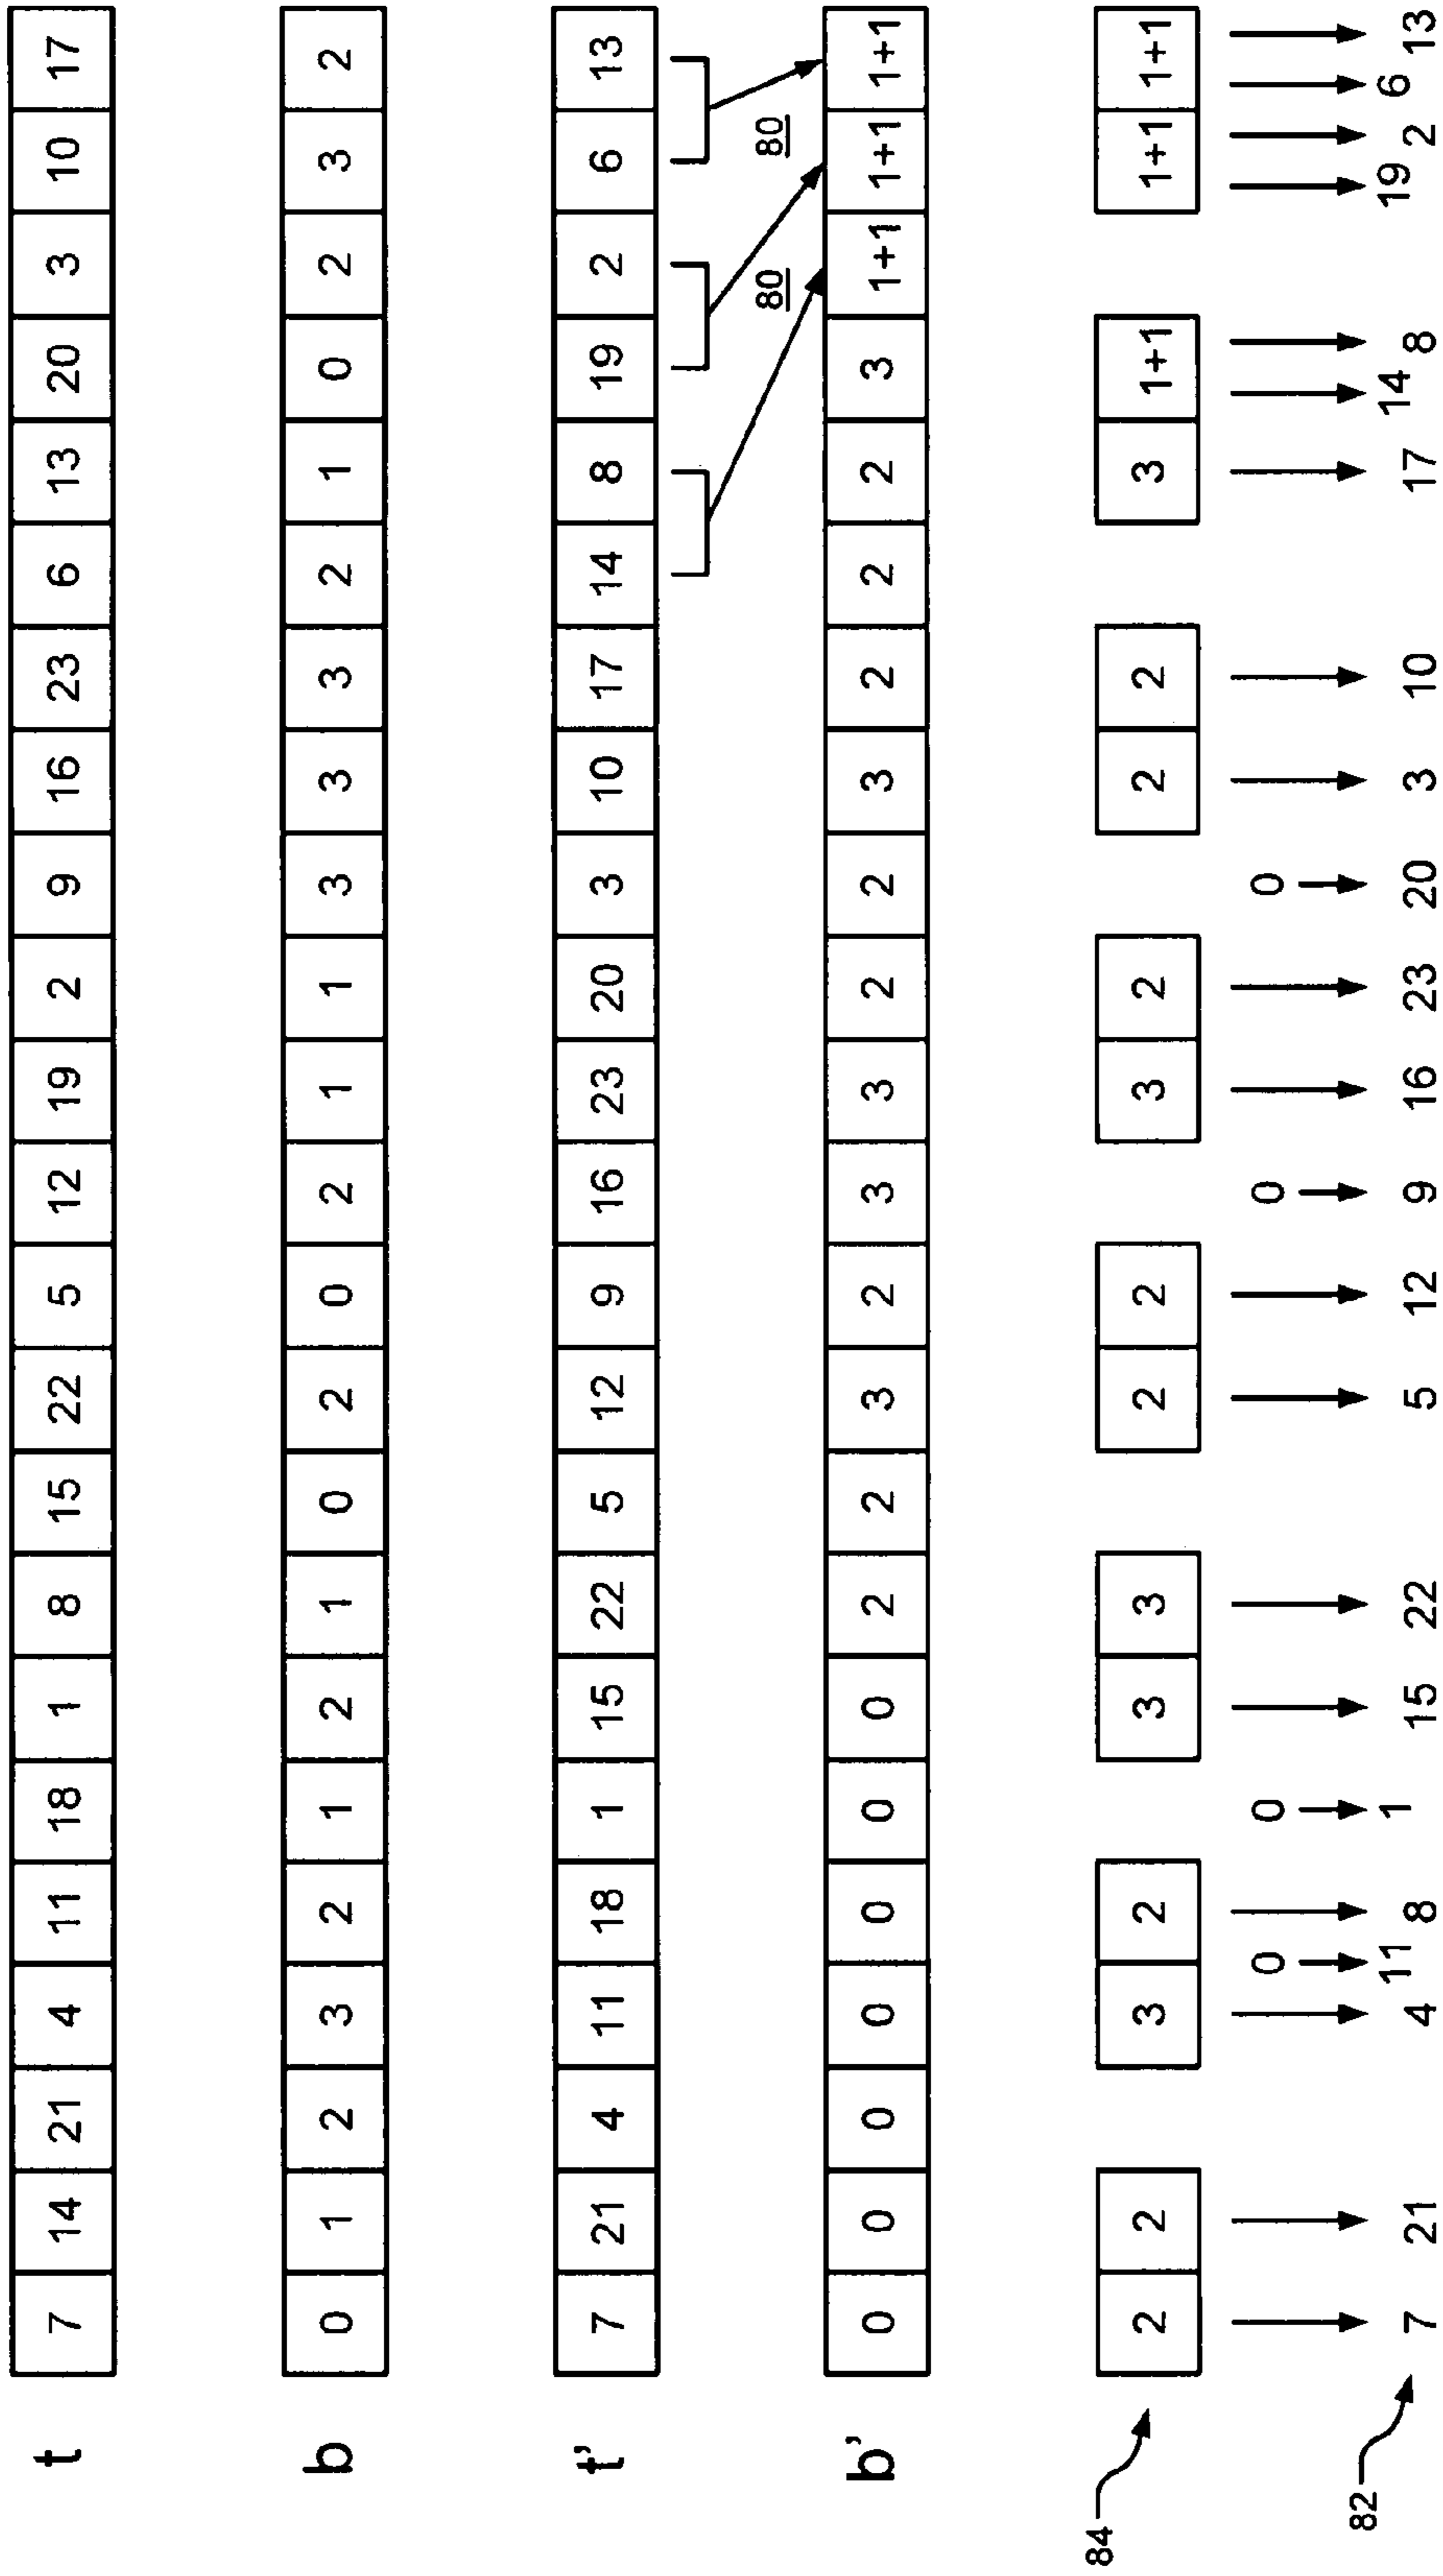 t 7 14 21 4 11 18 1 8 15 22 5 12 19 2 9 16 23 6 13 20 3 10 17
b 0 1 2 3 2 1 2 1 0 2 0 2 1 1 3 3 3 2 1 0 2 3 2
t' 7 21 4 11 18 1 15 22 5 12 9 16 23 20 3 10 17 14 8 19 2 6 13
80 80
b' 0 0 0 0 0 0 0 2 2 3 2 3 3 2 2 3 2 2 2 3 1+1 1+1 1+1
84 2 2 3 2 3 3 2 2 3 2 2 2 3 1+1 1+1 1+1
0 0 0 0
82 7 21 4 11 8 1 15 22 5 12 9 16 23 20 3 10 17 14 8 19 2 6 13